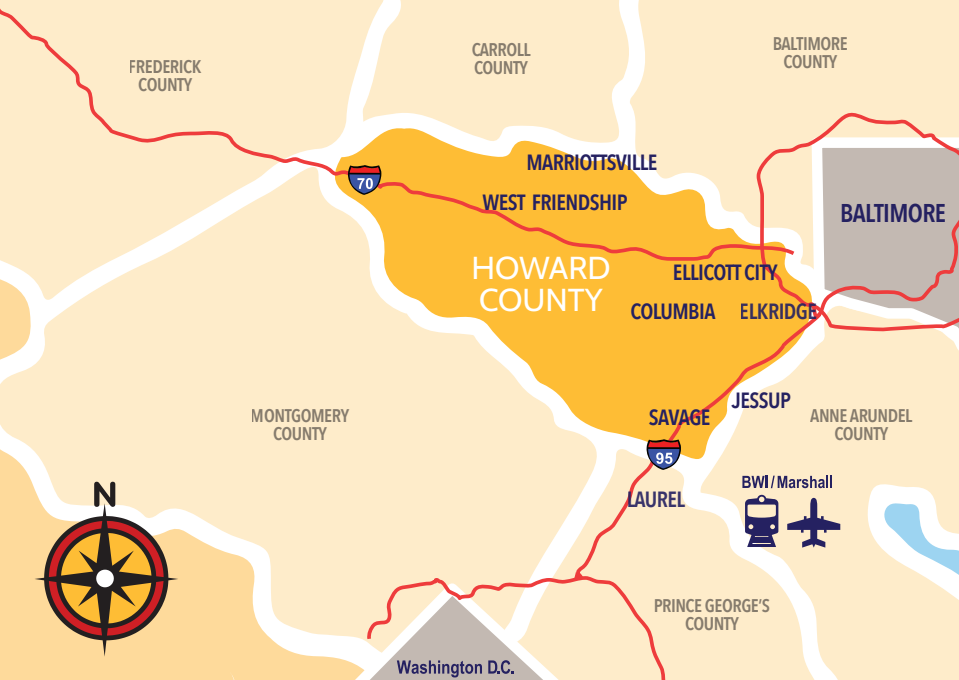 FREDERICK
COUNTY
CARROLL
COUNTY
BALTIMORE
COUNTY
MARRIOTTSVILLE
70
WEST FRIENDSHIP
BALTIMORE
HOWARD
COUNTY
ELLICOTT CITY
COLUMBIA
ELKRIDGE
JESSUP
SAVAGE
MONTGOMERY
COUNTY
ANNE ARUNDEL
COUNTY
95
BWI / Marshall
LAUREL
N
PRINCE GEORGE'S
COUNTY
Washington D.C.